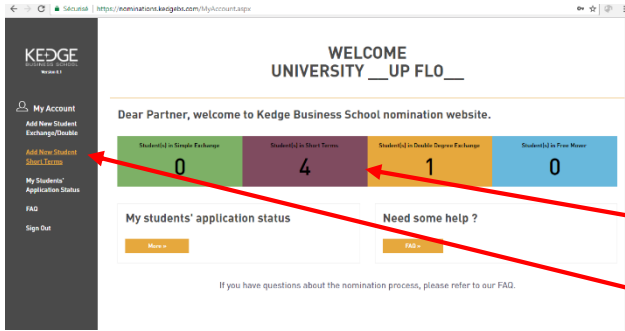 Sécurisé | https://nominations.kedgebs.com/MyAccount.aspx
KEDGE
BUSINESS SCHOOL
Version 2.1
WELCOME
UNIVERSITY __UP FLO__
My Account
Add New Student
Exchange/Double
Add New Student
Short Terms
My Students'
Application Status
FAQ
Sign Out
Dear Partner, welcome to Kedge Business School nomination website.
Student(s) in Simple Exchange
0
Student(s) in Short Terms
4
Student(s) in Double Degree Exchange
1
Student(s) in Free Mover
0
My students' application status
More »
Need some help ?
FAQ »
If you have questions about the nomination process, please refer to our FAQ.